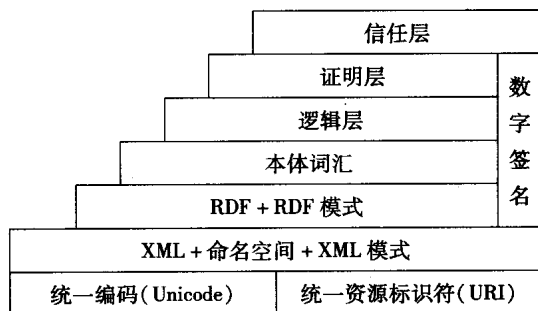 信任层
证明层
逻辑层
本体词汇
RDF+RDF 模式
数字签名
XML+命名空间+XML 模式
统一编码(Unicode)
统一资源标识符(URI)